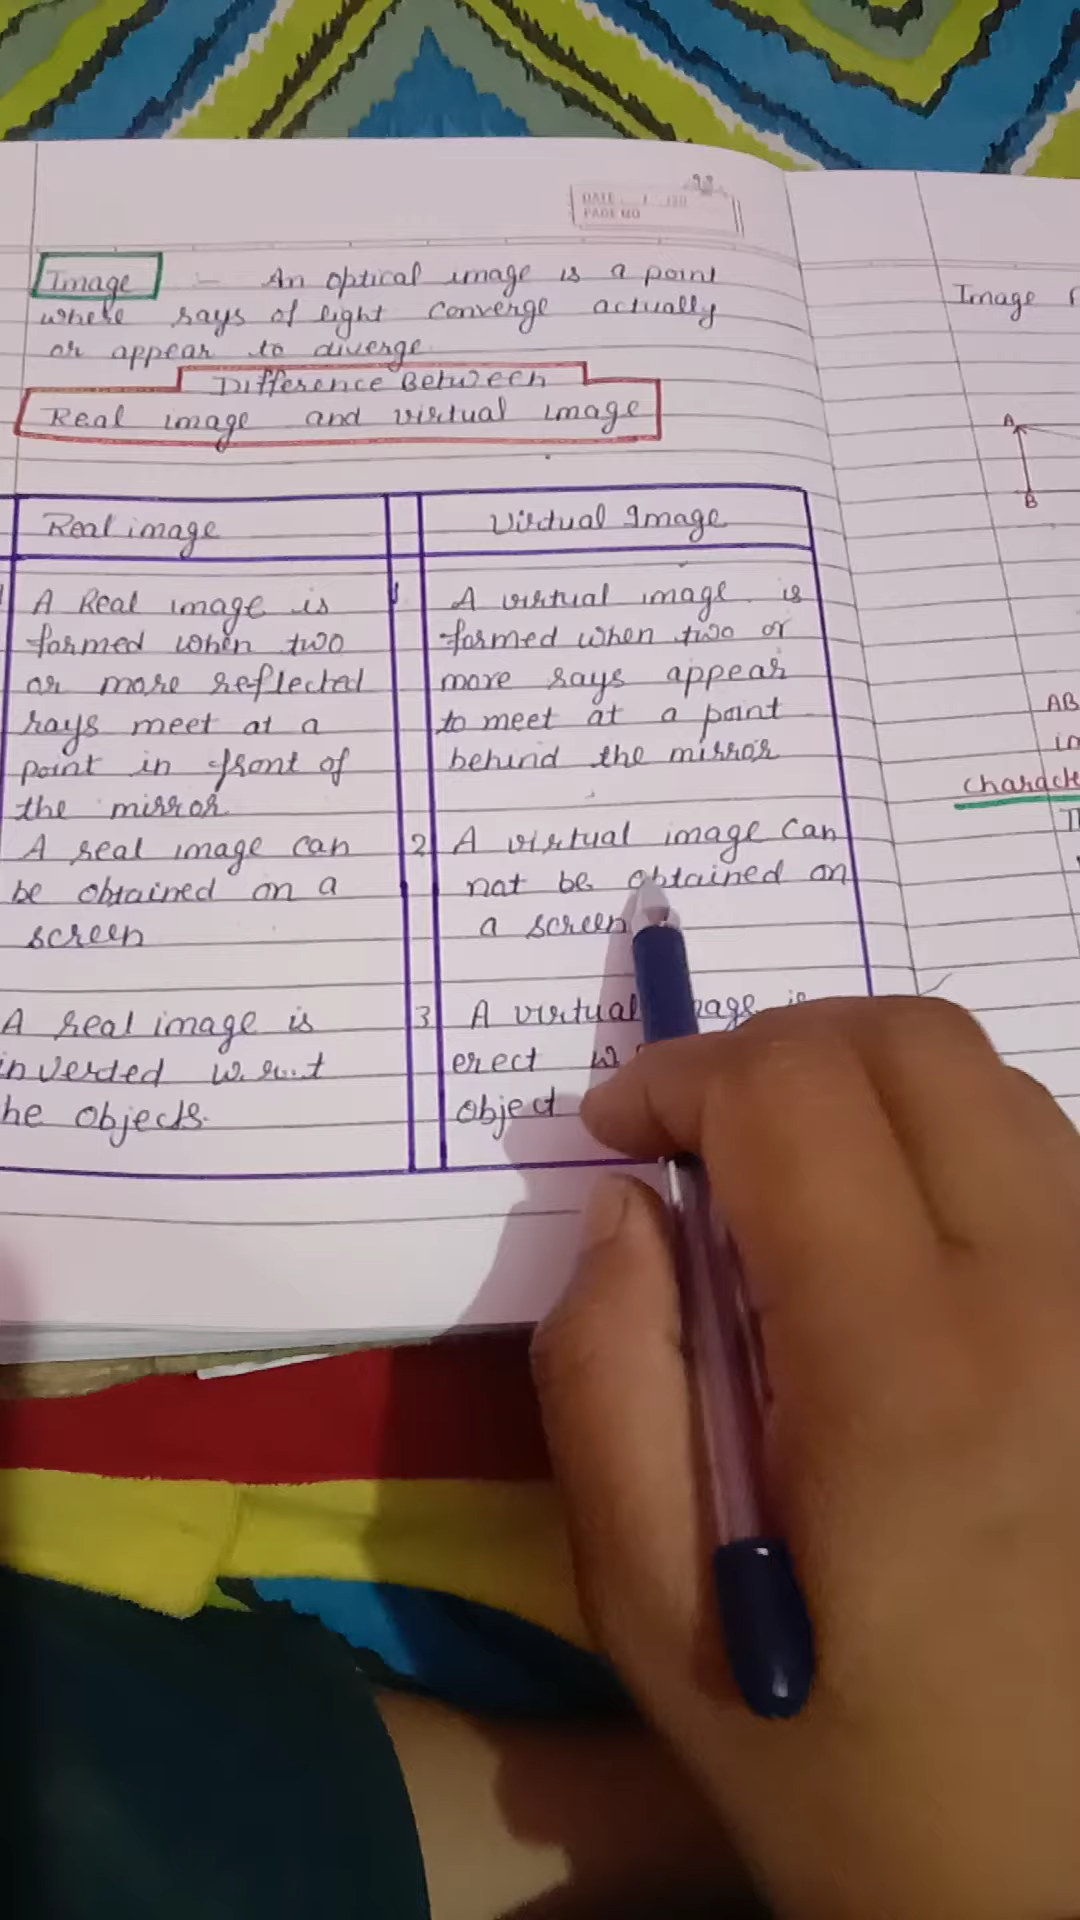 DATE
PAGE NO
Image :- An optical image is a point
where rays of light converge actually
or appear to diverge
Difference Between
Real image and virtual image
Real image
A Real image is
formed when two
or more reflected
rays meet at a
point in front of
the mirror
A real image can
be obtained on a
screen
A real image is
inverted w.r.t
he objects.
Virtual Image
1 A virtual image is
formed when two or
more rays appear
to meet at a point
behind the mirror
2 A virtual image can
not be obtained on
a screen
3 A virtual is
erect
object
Image
A
B
AB
in
Characte